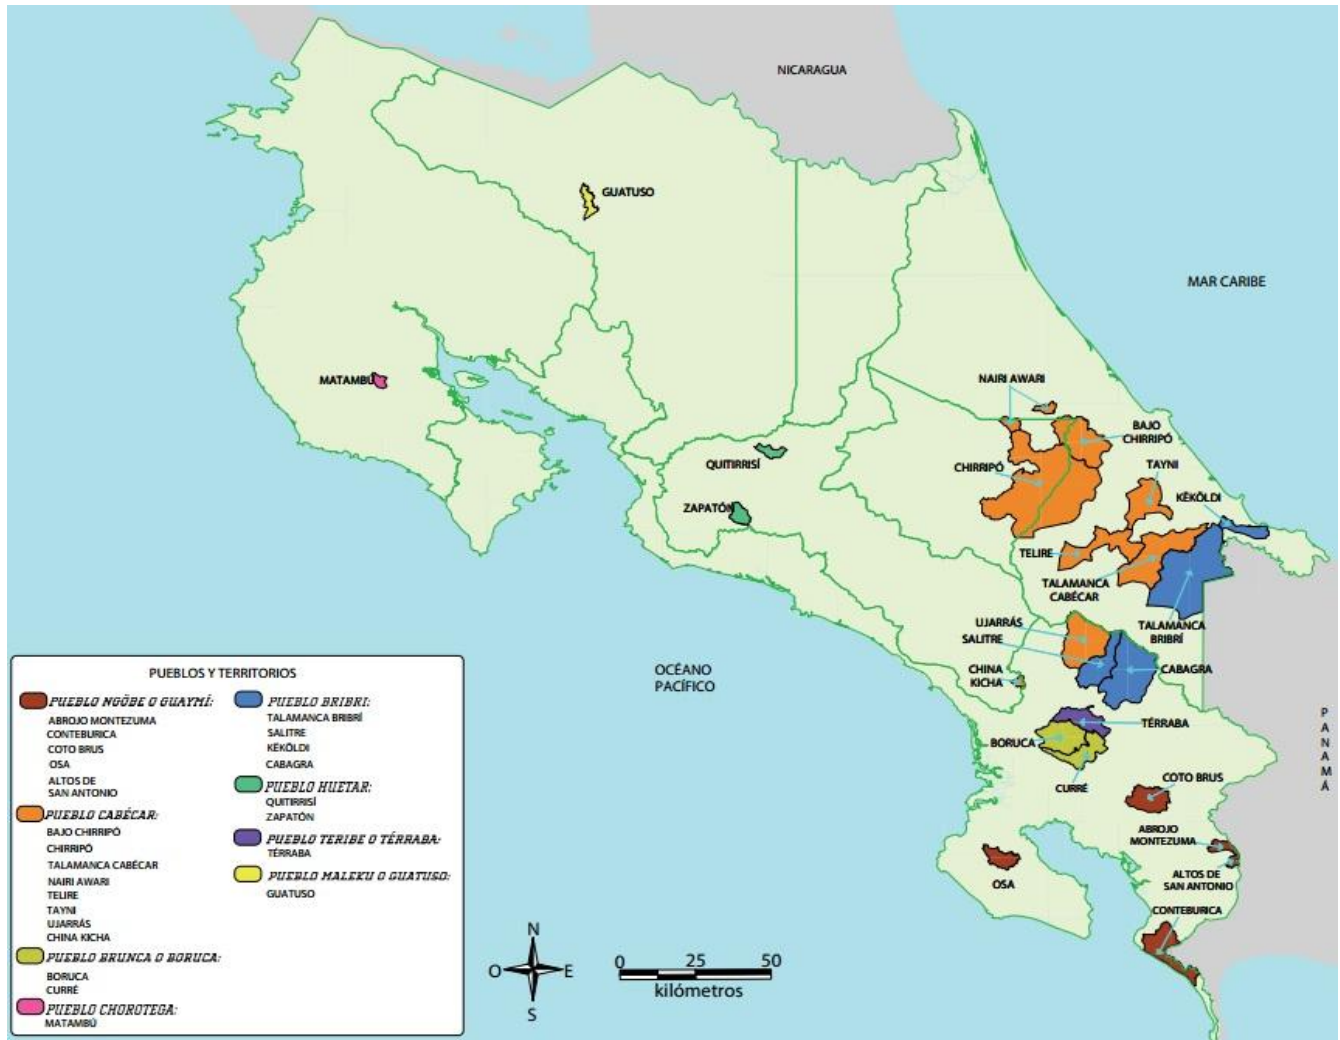 NICARAGUA
GUATUSO
MAR CARIBE
MATAMBÚ
NAIRI AWARI
BAJO
CHIRRIPÓ
QUITIRRISÍ
CHIRRIPÓ
TAYNI
KÉKÖLDI
ZAPATÓN
TELIRE
TALAMANCA
CABÉCAR
UJARRÁS
SALITRE
TALAMANCA
BRIBRÍ
OCÉANO
PACÍFICO
CHINA
KICHA
CABAGRA
TÉRRABA
BORUCA
CURRÉ
PANAMÁ
COTO BRUS
ABROJO
MONTEZUMA
OSA
ALTOS DE
SAN ANTONIO
CONTEBURICA
PUEBLOS Y TERRITORIOS
PUEBLO NGÖBE O GUAYMÍ:
ABROJO MONTEZUMA
CONTEBURICA
COTO BRUS
OSA
ALTOS DE
SAN ANTONIO
PUEBLO CABÉCAR:
BAJO CHIRRIPÓ
CHIRRIPÓ
TALAMANCA CABÉCAR
NAIRI AWARI
TELIRE
TAYNI
UJARRÁS
CHINA KICHA
PUEBLO BRUNCA O BORUCA:
BORUCA
CURRÉ
PUEBLO CHOROTEGA:
MATAMBÚ
PUEBLO BRIBRI:
TALAMANCA BRIBRÍ
SALITRE
KÉKÖLDI
CABAGRA
PUEBLO HUETAR:
QUITIRRISÍ
ZAPATÓN
PUEBLO TERIBE O TÉRRABA:
TÉRRABA
PUEBLO MALEKU O GUATUSO:
GUATUSO
N
O E
S
0 25 50
kilómetros